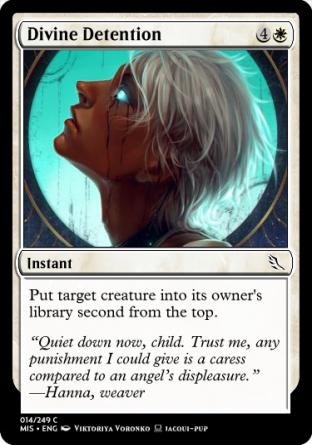 Divine Detention 4
Instant
Put target creature into its owner's
library second from the top.
“Quiet down now, child. Trust me, any
punishment I could give is a caress
compared to an angel’s displeasure.”
—Hanna, weaver
014/249 C
MIS • ENG Viktoriya Voronko iacoui-pup